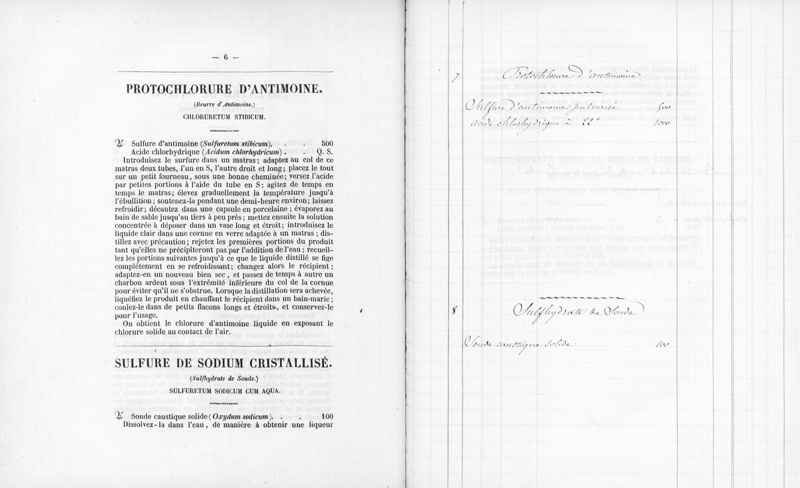 — 6 —
PROTOCHLORURE D'ANTIMOINE.
(Beurre d'Antimoine.)
CHLORURETUM STIBICUM.
♃ Sulfure d'antimoine (Sulfuretum stibicum). . . 500
Acide chlorhydrique (Acidum chlorhydricum) . . Q. S.
Introduisez le surfure dans un matras; adaptez au col de ce
matras deux tubes, l'un en S, l'autre droit et long; placez le tout
sur un petit fourneau, sous une bonne cheminée; versez l'acide
par petites portions à l'aide du tube en S; agitez de temps en
temps le matras; élevez graduellement la température jusqu'à
l'ébullition; soutenez-la pendant une demi-heure environ; laissez
refroidir; décantez dans une capsule en porcelaine; évaporez au
bain de sable jusqu'au tiers à peu près; mettez ensuite la solution
concentrée à déposer dans un vase long et étroit; introduisez le
liquide clair dans une cornue en verre adaptée à un matras; dis-
tillez avec précaution; rejetez les premières portions du produit
tant qu'elles ne précipiteront pas par l'addition de l'eau; recueil-
lez les portions suivantes jusqu'à ce que le liquide distillé se fige
complétement en se refroidissant; changez alors le récipient;
adaptez-en un nouveau bien sec, et passez de temps à autre un
charbon ardent sous l'extrémité inférieure du col de la cornue
pour éviter qu'il ne s'obstrue. Lorsque la distillation sera achevée,
liquéfiez le produit en chauffant le récipient dans un bain-marie;
coulez-le dans de petits flacons longs et étroits, et conservez-le
pour l'usage.
On obtient le chlorure d'antimoine liquide en exposant le
chlorure solide au contact de l'air.
SULFURE DE SODIUM CRISTALLISÉ.
(Sulfhydrate de Soude.)
SULFURETUM SODICUM CUM AQUA.
♃ Soude caustique solide (Oxydum sodicum). . . 100
Dissolvez-la dans l'eau, de manière à obtenir une liqueur
7 Protochlorure d'antimoine
Sulfure d'antimoine pulvérisé 500
acide chlorhydrique à 22° 1000
8 Sulfhydrate de Soude
Soude caustique solide 100